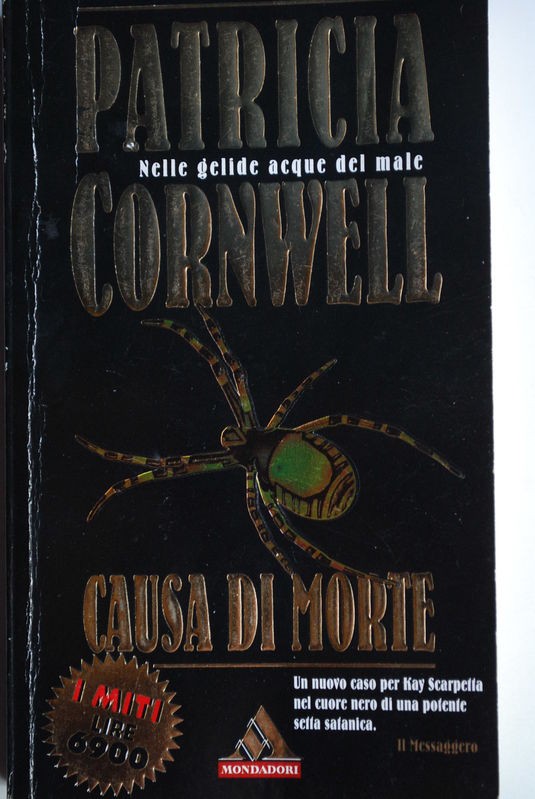 PATRICIA
Nelle gelide acque del male
CORNWELL
CAUSA DI MORTE
I MITI
LIRE
6900
Un nuovo caso per Kay Scarpetta
nel cuore nero di una potente
setta satanica.
Il Messaggero
MONDADORI